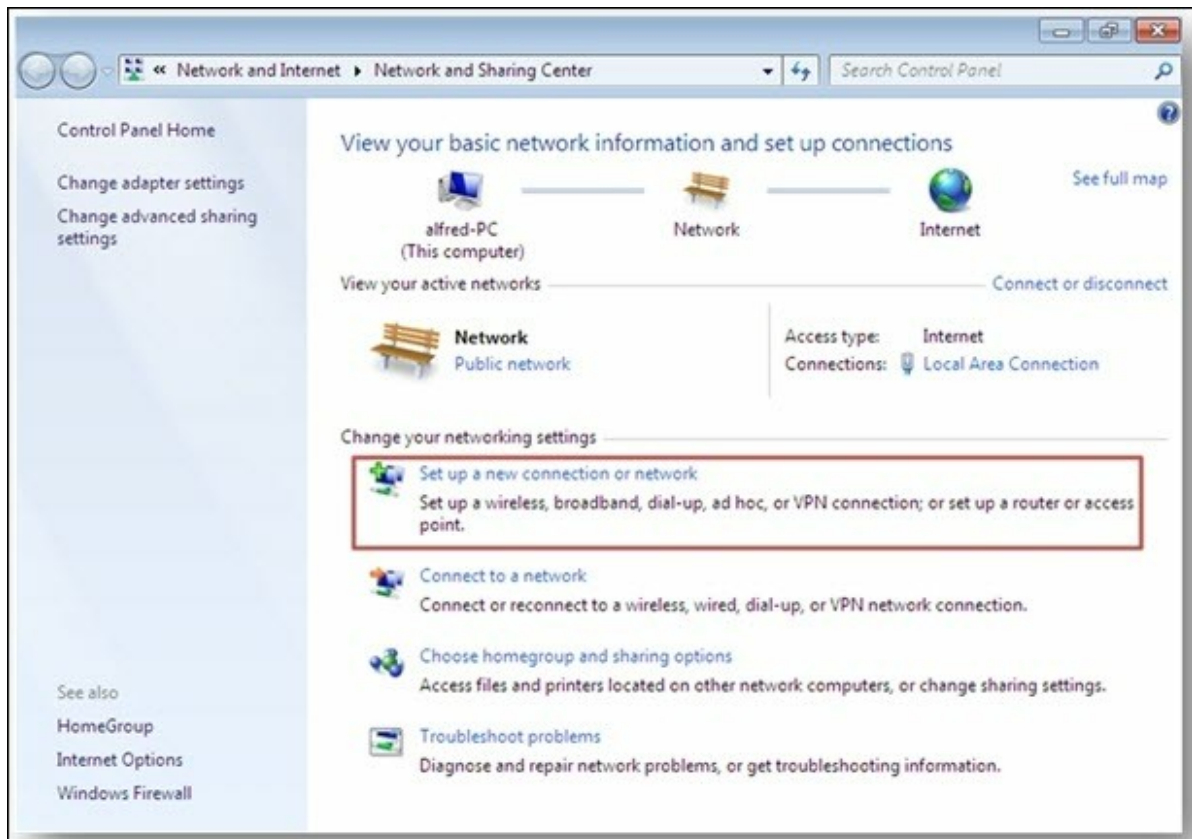 « Network and Internet ▸ Network and Sharing Center
Search Control Panel
Control Panel Home
Change adapter settings
Change advanced sharing
settings
See also
HomeGroup
Internet Options
Windows Firewall
View your basic network information and set up connections
See full map
alfred-PC
(This computer)
Network
Internet
View your active networks
Connect or disconnect
Network
Public network
Access type: Internet
Connections: Local Area Connection
Change your networking settings
Set up a new connection or network
Set up a wireless, broadband, dial-up, ad hoc, or VPN connection; or set up a router or access
point.
Connect to a network
Connect or reconnect to a wireless, wired, dial-up, or VPN network connection.
Choose homegroup and sharing options
Access files and printers located on other network computers, or change sharing settings.
Troubleshoot problems
Diagnose and repair network problems, or get troubleshooting information.